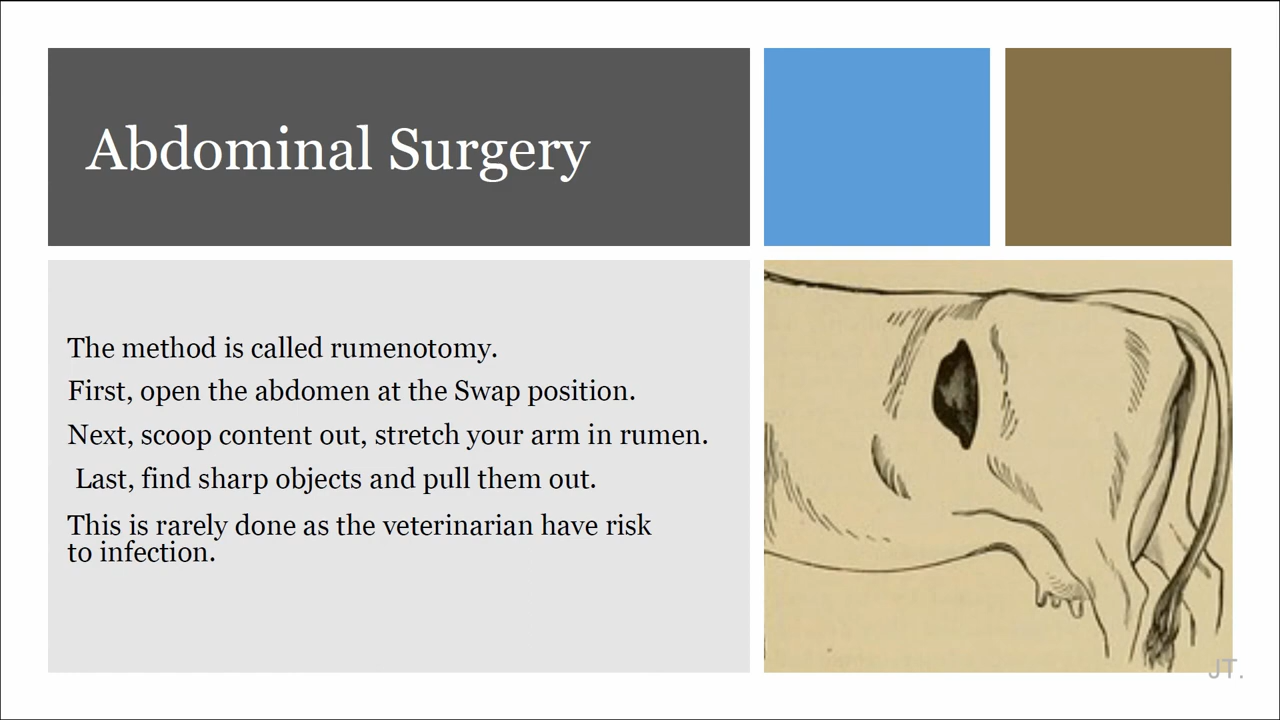 Abdominal Surgery
The method is called rumenotomy.
First, open the abdomen at the Swap position.
Next, scoop content out, stretch your arm in rumen.
Last, find sharp objects and pull them out.
This is rarely done as the veterinarian have risk
to infection.
JT.